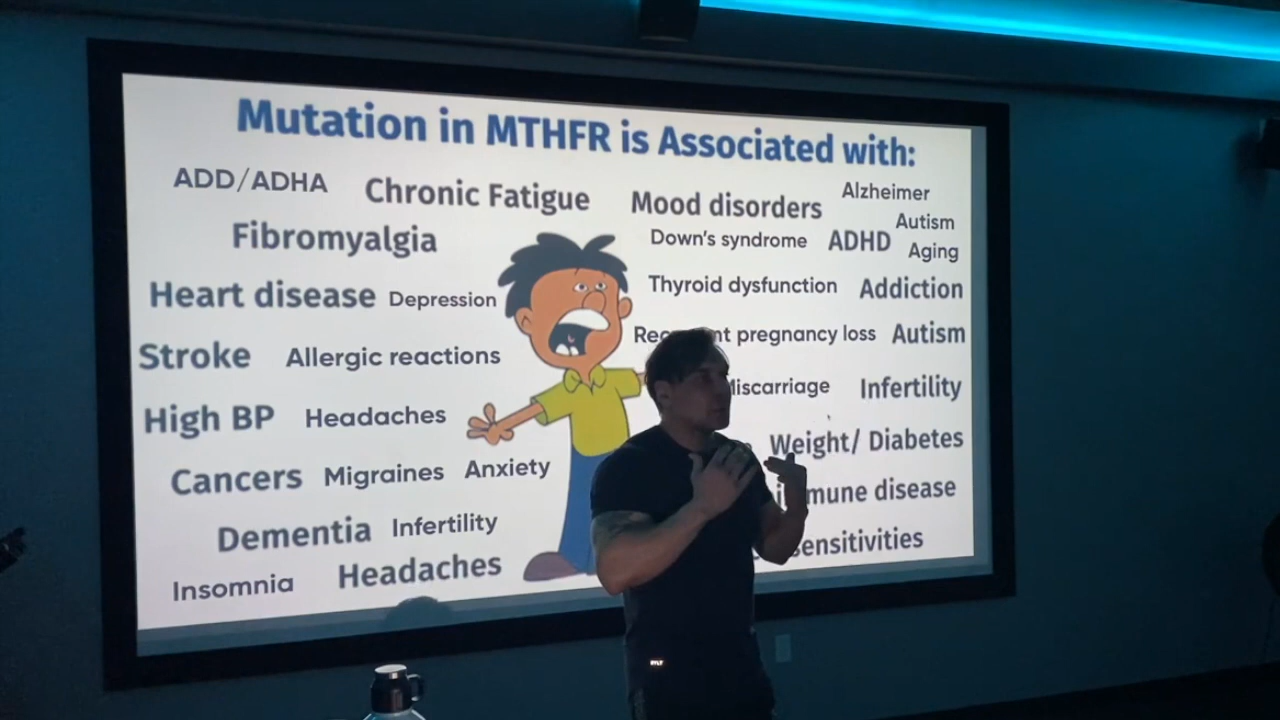 Mutation in MTHFR is Associated with:
ADD/ADHA
Chronic Fatigue
Mood disorders
Alzheimer
Autism
Fibromyalgia
Down's syndrome
ADHD
Aging
Heart disease
Depression
Thyroid dysfunction
Addiction
pregnancy loss
Autism
Stroke
Allergic reactions
Infertility
High BP
Headaches
Weight/ Diabetes
Cancers
Migraines
Anxiety
disease
Dementia
Infertility
Insomnia
Headaches